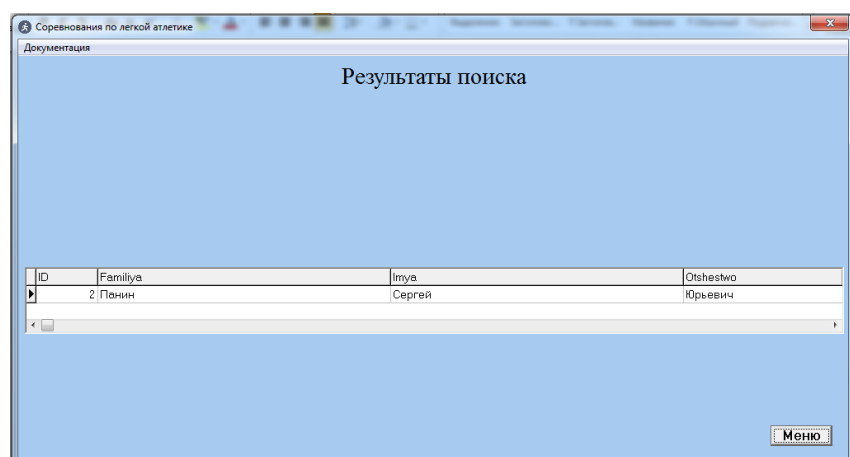 Соревнования по легкой атлетике
Документация
Результаты поиска
ID Familiya Imya Otshestwo
2 Панин Сергей Юрьевич
Меню